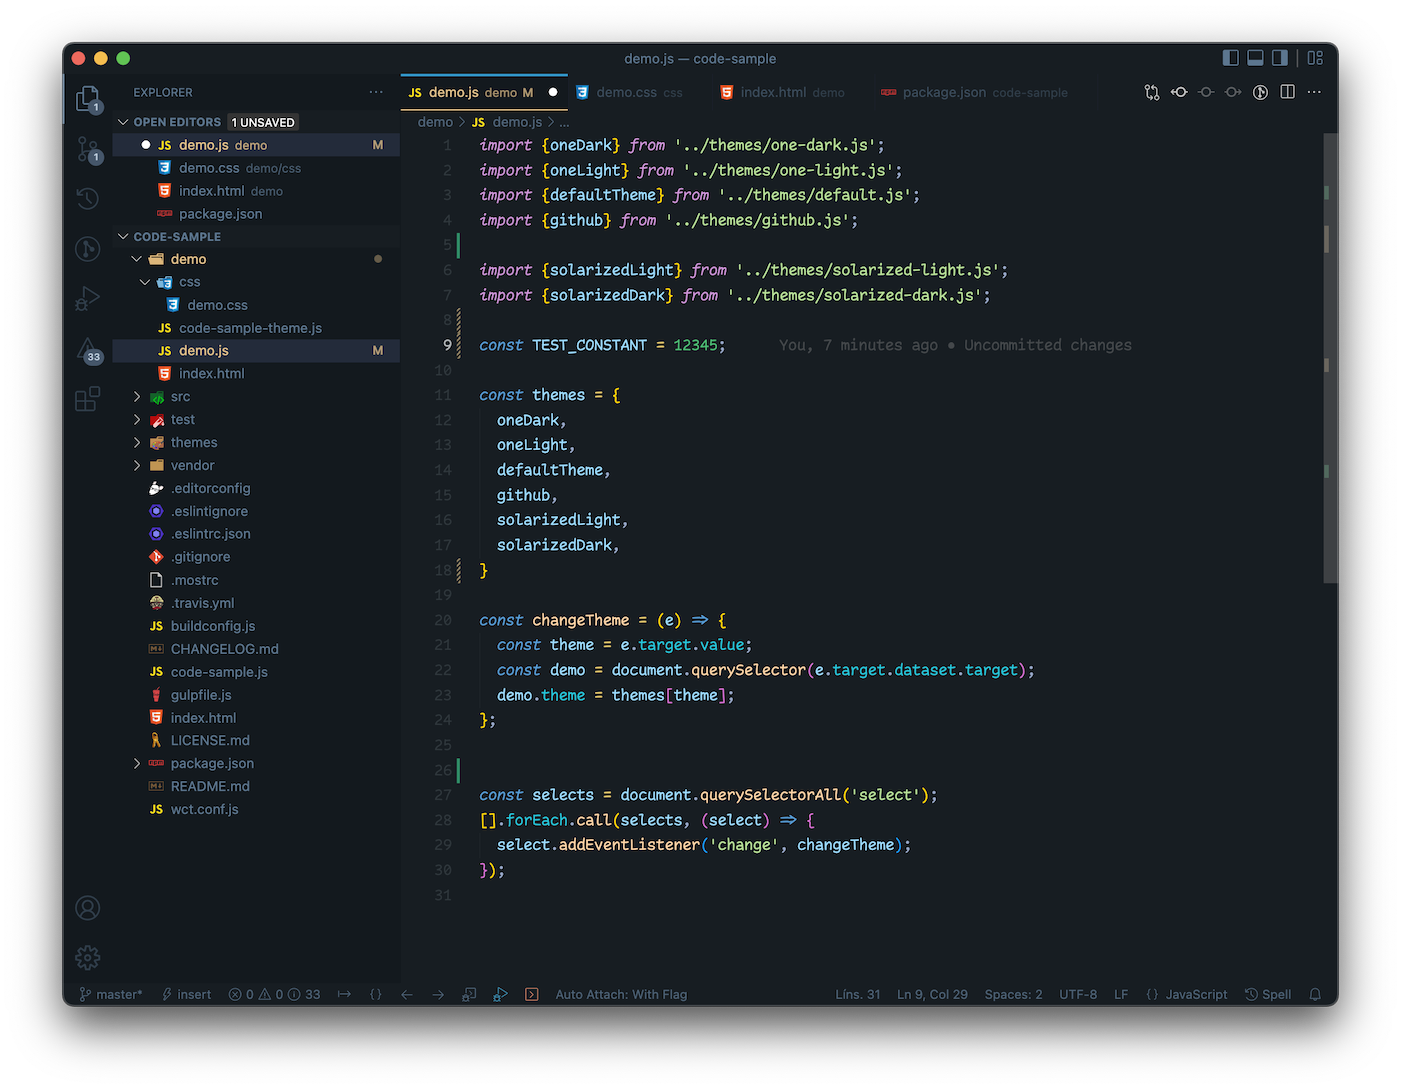 demo.js — code-sample
EXPLORER
OPEN EDITORS 1 UNSAVED
JS demo.js demo M
demo.css demo/css
index.html demo
package.json
CODE-SAMPLE
demo
css
demo.css
JS code-sample-theme.js
JS demo.js M
index.html
src
test
themes
vendor
.editorconfig
.eslintignore
.eslintrc.json
.gitignore
.mostrc
.travis.yml
JS buildconfig.js
CHANGELOG.md
JS code-sample.js
gulpfile.js
index.html
LICENSE.md
package.json
README.md
JS wct.conf.js
1
1
33
JS demo.js demo M
demo.css css
index.html demo
package.json code-sample
demo > JS demo.js > ...
1 import {oneDark} from '../themes/one-dark.js';
2 import {oneLight} from '../themes/one-light.js';
3 import {defaultTheme} from '../themes/default.js';
4 import {github} from '../themes/github.js';
5
6 import {solarizedLight} from '../themes/solarized-light.js';
7 import {solarizedDark} from '../themes/solarized-dark.js';
8
9 const TEST_CONSTANT = 12345; You, 7 minutes ago • Uncommitted changes
10
11 const themes = {
12 oneDark,
13 oneLight,
14 defaultTheme,
15 github,
16 solarizedLight,
17 solarizedDark,
18 }
19
20 const changeTheme = (e) => {
21 const theme = e.target.value;
22 const demo = document.querySelector(e.target.dataset.target);
23 demo.theme = themes[theme];
24 };
25
26
27 const selects = document.querySelectorAll('select');
28 [].forEach.call(selects, (select) => {
29 select.addEventListener('change', changeTheme);
30 });
31
master* insert 0 0 33 {} Auto Attach: With Flag Líns. 31 Ln 9, Col 29 Spaces: 2 UTF-8 LF {} JavaScript Spell